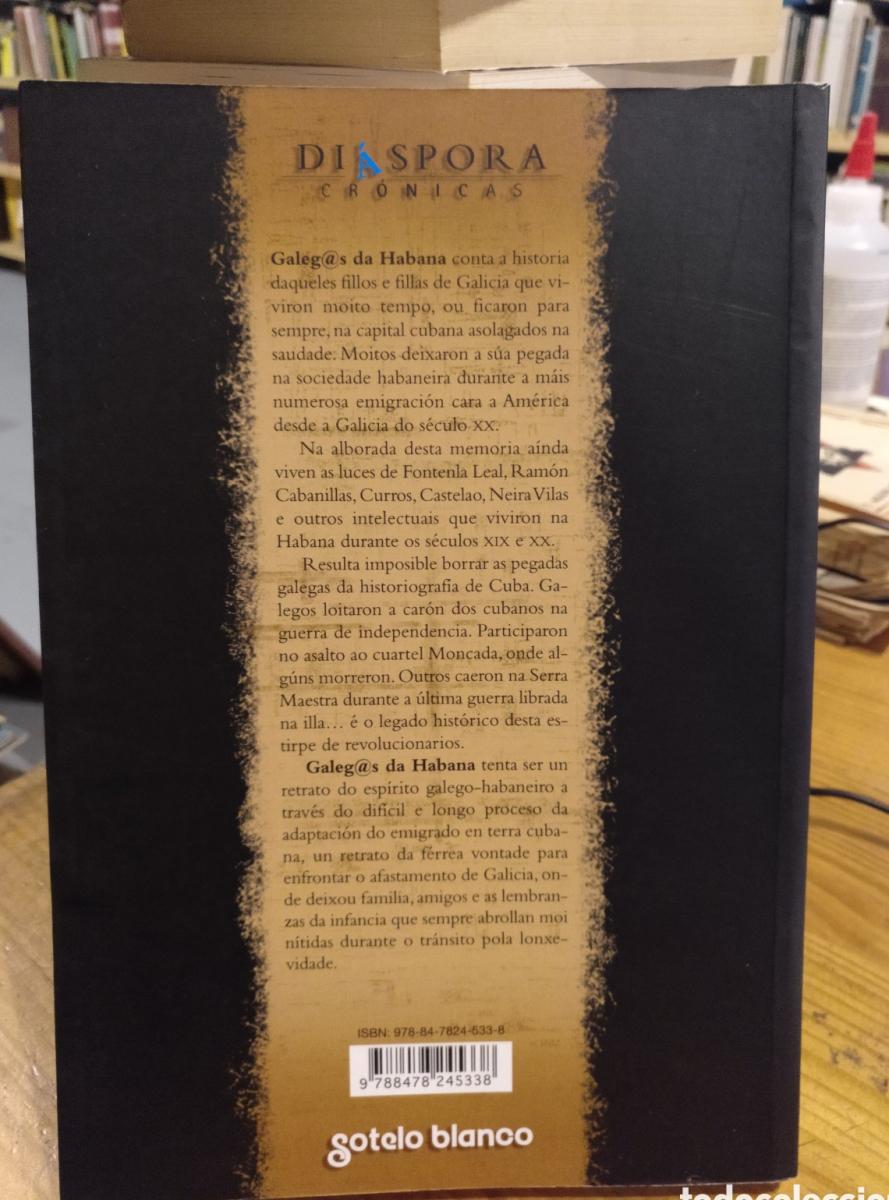 DIÁSPORA
CRÓNICAS
Galeg@s da Habana conta a historia
daqueles fillos e fillas de Galicia que vi-
viron moito tempo, ou ficaron para
sempre, na capital cubana asolagados na
saudade. Moitos deixaron a súa pegada
na sociedade habaneira durante a máis
numerosa emigración cara a América
desde a Galicia do século XX.
Na alborada desta memoria aínda
viven as luces de Fontenla Leal, Ramón
Cabanillas, Curros, Castelao, Neira Vilas
e outros intelectuais que viviron na
Habana durante os séculos XIX e XX.
Resulta imposible borrar as pegadas
galegas da historiografía de Cuba. Ga-
legos loitaron a carón dos cubanos na
guerra de independencia. Participaron
no asalto ao cuartel Moncada, onde al-
gúns morreron. Outros caeron na Serra
Maestra durante a última guerra librada
na illa... é o legado histórico desta es-
tirpe de revolucionarios.
Galeg@s da Habana tenta ser un
retrato do espírito galego-habaneiro a
través do difícil e longo proceso da
adaptación do emigrado en terra cuba-
na, un retrato da férrea vontade para
enfrontar o afastamento de Galicia, on-
de deixou familia, amigos e as lembran-
zas da infancia que sempre abrollan moi
nítidas durante o tránsito pola lonxe-
vidade.
ISBN: 978-84-7824-533-8
9 788478 245338
sotelo blanco